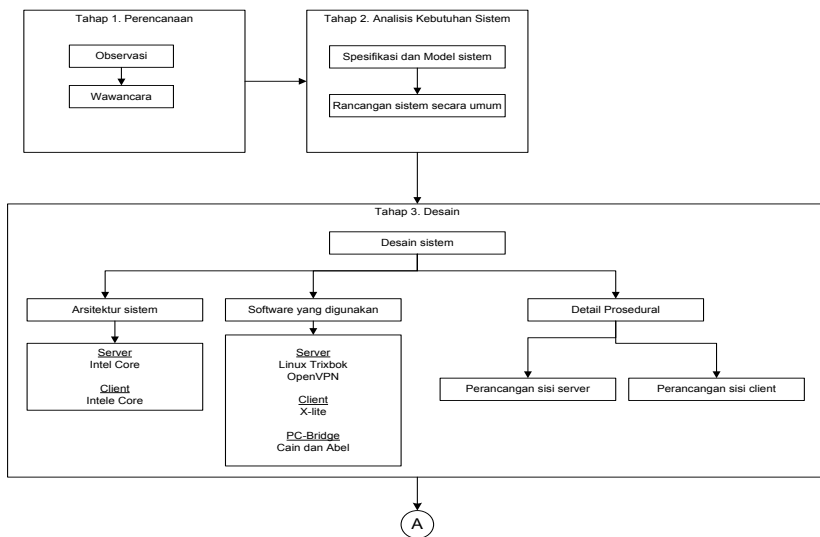 Tahap 1. Perencanaan
Observasi
Wawancara
Tahap 2. Analisis Kebutuhan Sistem
Spesifikasi dan Model sistem
Rancangan sistem secara umum
Tahap 3. Desain
Desain sistem
Arsitektur sistem
Server
Intel Core
Client
Intele Core
Software yang digunakan
Server
Linux Trixbok
OpenVPN
Client
X-lite
PC-Bridge
Cain dan Abel
Detail Prosedural
Perancangan sisi server
Perancangan sisi client
A